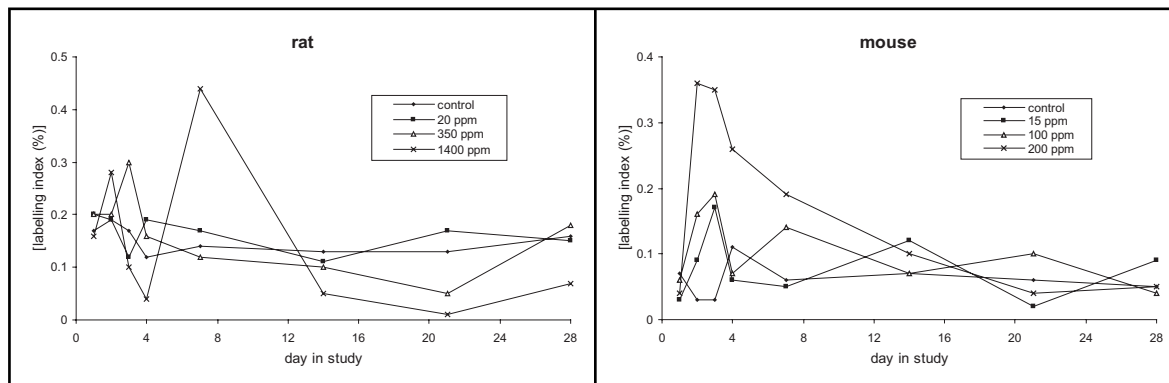 rat
0.5
0.4
0.3
0.2
0.1
0
[labelling index (%)]
control
20 ppm
350 ppm
1400 ppm
0 4 8 12 16 20 24 28
day in study
mouse
0.5
0.4
0.3
0.2
0.1
0
[labelling index (%)]
control
15 ppm
100 ppm
200 ppm
0 4 8 12 16 20 24 28
day in study